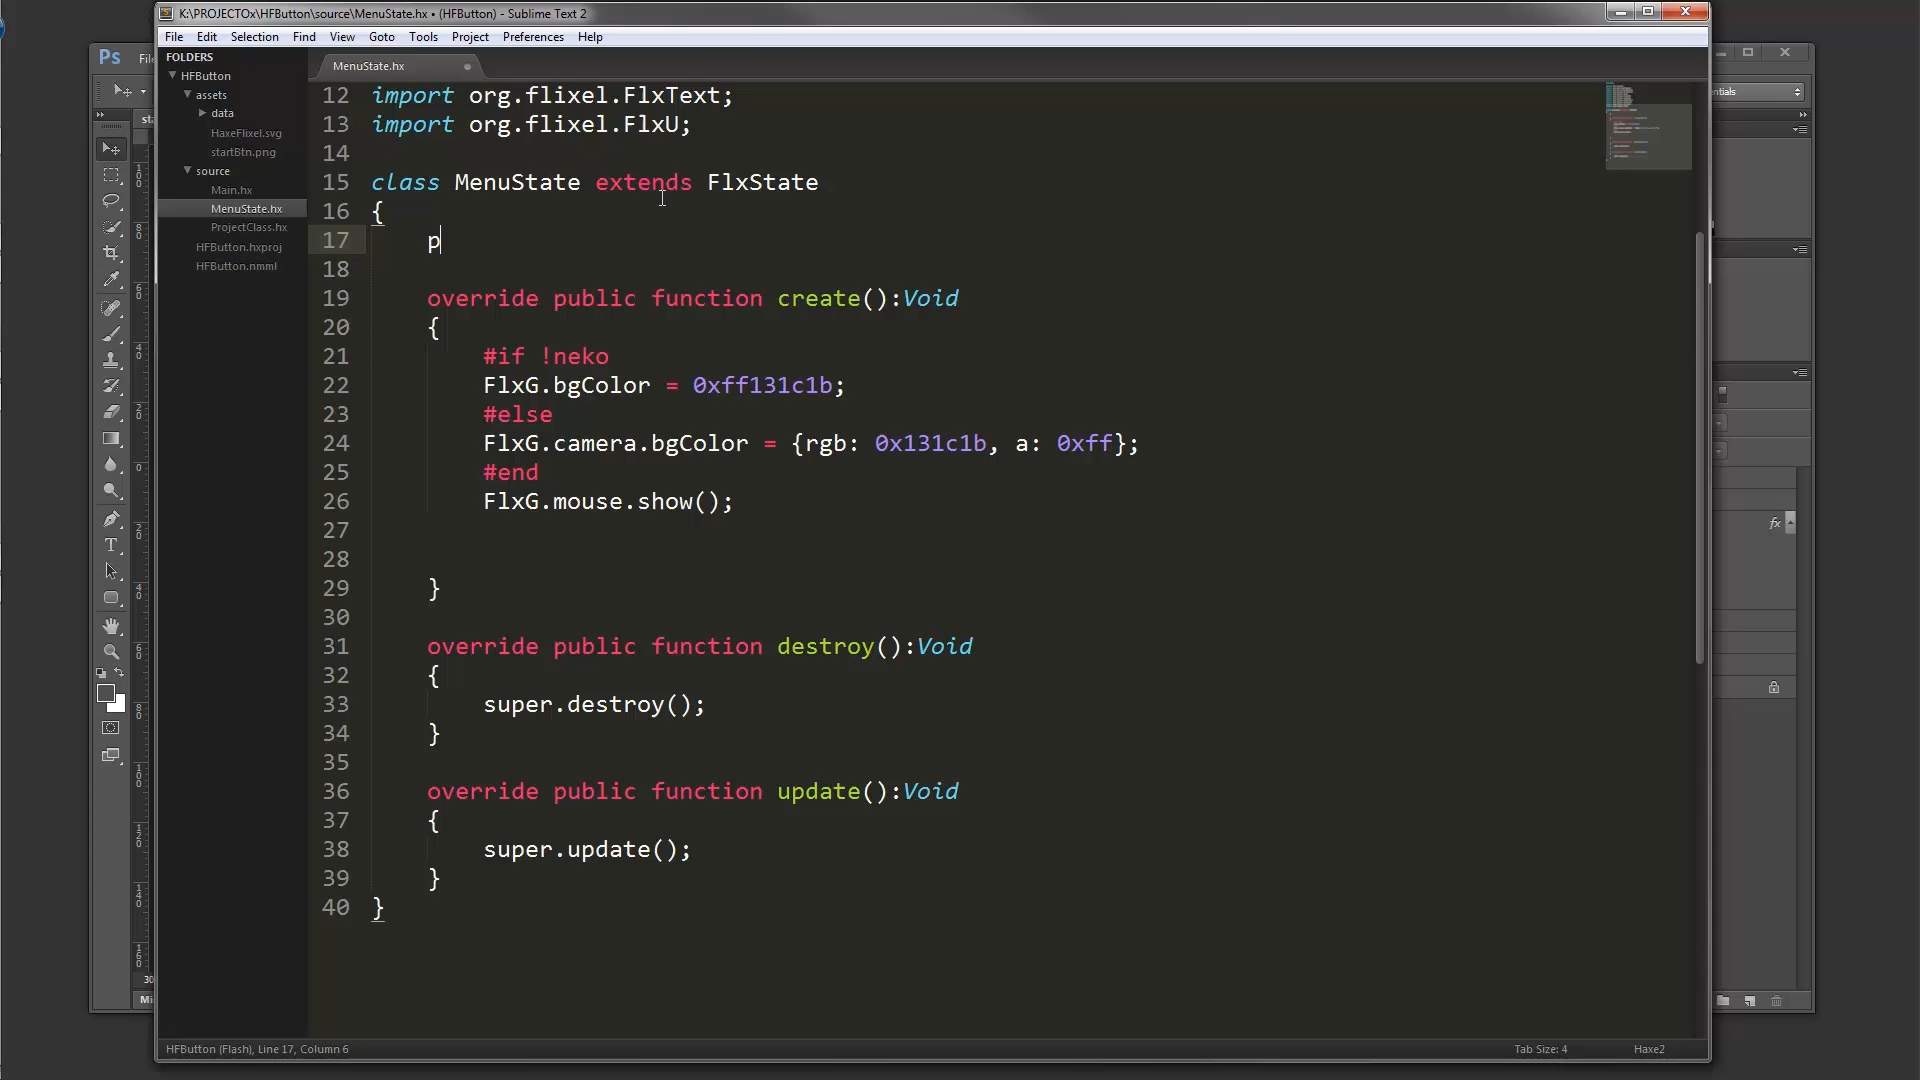 K:\PROJECTOx\HFButton\source\MenuState.hx • (HFButton) - Sublime Text 2
File Edit Selection Find View Goto Tools Project Preferences Help
Ps
FOLDERS
HFButton
assets
data
HaxeFlixel.svg
startBtn.png
source
Main.hx
MenuState.hx
ProjectClass.hx
HFButton.hxproj
HFButton.nmml
MenuState.hx
12 import org.flixel.FlxText;
13 import org.flixel.FlxU;
14
15 class MenuState extends FlxState
16 {
17 p
18
19 override public function create():Void
20 {
21 #if !neko
22 FlxG.bgColor = 0xff131c1b;
23 #else
24 FlxG.camera.bgColor = {rgb: 0x131c1b, a: 0xff};
25 #end
26 FlxG.mouse.show();
27
28
29 }
30
31 override public function destroy():Void
32 {
33 super.destroy();
34 }
35
36 override public function update():Void
37 {
38 super.update();
39 }
40 }
HFButton (Flash), Line 17, Column 6
Tab Size: 4
Haxe2
fx